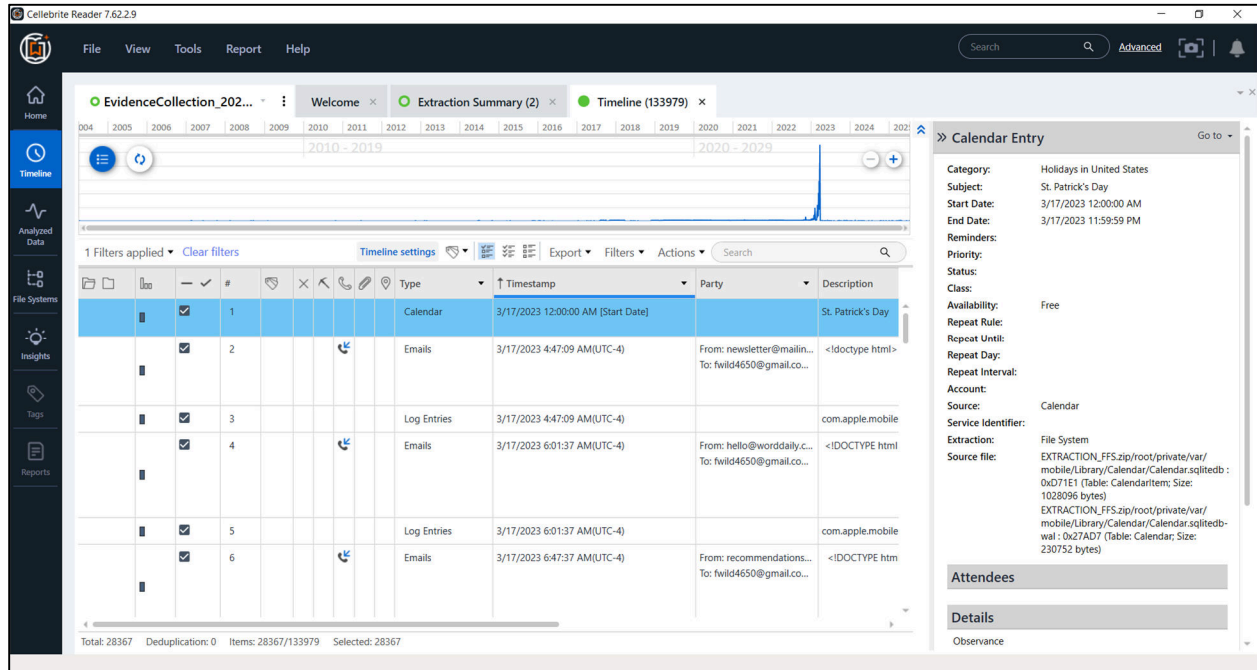 Cellebrite Reader 7.62.2.9
File View Tools Report Help
Search
Advanced
Home
Timeline
Analyzed Data
File Systems
Insights
Tags
Reports
EvidenceCollection_202...
Welcome
Extraction Summary (2)
Timeline (133979)
004 2005 2006 2007 2008 2009 2010 2011 2012 2013 2014 2015 2016 2017 2018 2019 2020 2021 2022 2023 2024 202
2010 - 2019 2020 - 2029
1 Filters applied Clear filters Timeline settings Export Filters Actions Search
# Type Timestamp Party Description
1 Calendar 3/17/2023 12:00:00 AM [Start Date] St. Patrick's Day
2 Emails 3/17/2023 4:47:09 AM(UTC-4) From: newsletter@mailin... <!doctype html>
To: fwild4650@gmail.co...
3 Log Entries 3/17/2023 4:47:09 AM(UTC-4) com.apple.mobile
4 Emails 3/17/2023 6:01:37 AM(UTC-4) From: hello@worddaily.c... <!DOCTYPE html
To: fwild4650@gmail.co...
5 Log Entries 3/17/2023 6:01:37 AM(UTC-4) com.apple.mobile
6 Emails 3/17/2023 6:47:37 AM(UTC-4) From: recommendations... <!DOCTYPE htm
To: fwild4650@gmail.co...
Total: 28367 Deduplication: 0 Items: 28367/133979 Selected: 28367
Calendar Entry Go to
Category: Holidays in United States
Subject: St. Patrick's Day
Start Date: 3/17/2023 12:00:00 AM
End Date: 3/17/2023 11:59:59 PM
Reminders:
Priority:
Status:
Class:
Availability: Free
Repeat Rule:
Repeat Until:
Repeat Day:
Repeat Interval:
Account:
Source: Calendar
Service Identifier:
Extraction: File System
Source file: EXTRACTION_FFS.zip/root/private/var/
mobile/Library/Calendar/Calendar.sqlitedb :
0xD71E1 (Table: CalendarItem; Size:
1028096 bytes)
EXTRACTION_FFS.zip/root/private/var/
mobile/Library/Calendar/Calendar.sqlitedb-
wal : 0x27AD7 (Table: Calendar; Size:
230752 bytes)
Attendees
Details
Observance